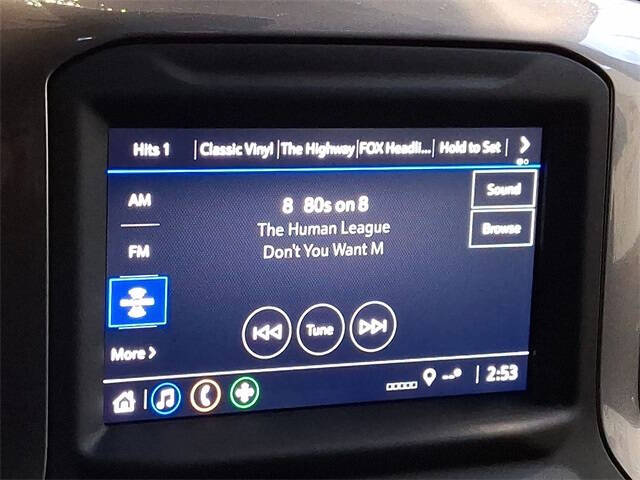 Hits 1 Classic Vinyl The Highway FOX Headli... Hold to Set
AM
8 80s on 8
Sound
The Human League
Browse
FM
Don't You Want M
Tune
More
-- ° 2:53